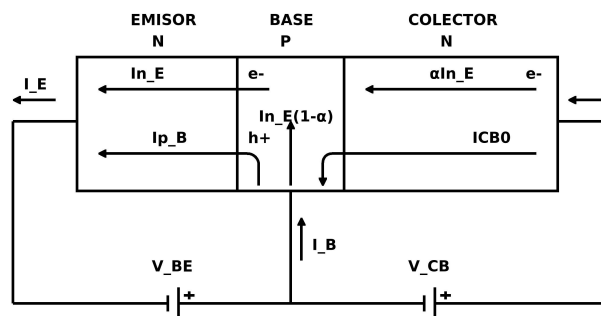 EMISOR BASE COLECTOR
N P N
I_E In_E e- αIn_E e-
In_E(1-α)
Ip_B h+ ICB0
I_B
V_BE V_CB
+ +